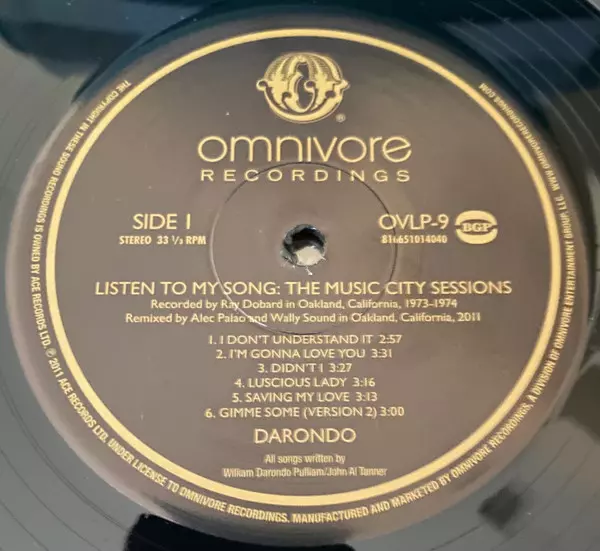 omnivore
RECORDINGS
®
SIDE 1
STEREO 33 ⅓ RPM
OVLP-9
816651014040
BGP
LISTEN TO MY SONG: THE MUSIC CITY SESSIONS
Recorded by Ray Dobard in Oakland, California, 1973-1974
Remixed by Alec Palao and Wally Sound in Oakland, California, 2011
1. I DON'T UNDERSTAND IT 2:57
2. I'M GONNA LOVE YOU 3:31
3. DIDN'T I 3:27
4. LUSCIOUS LADY 3:16
5. SAVING MY LOVE 3:13
6. GIMME SOME (VERSION 2) 3:00
DARONDO
All songs written by
William Darondo Pulliam/John Al Tanner
THE COPYRIGHT IN THESE SOUND RECORDINGS IS OWNED BY ACE RECORDS LTD. ℗ 2011 ACE RECORDS LTD. UNDER LICENSE TO OMNIVORE RECORDINGS. MANUFACTURED AND MARKETED BY OMNIVORE RECORDINGS, A DIVISION OF OMNIVORE ENTERTAINMENT GROUP, LLC. WWW.OMNIVORERECORDINGS.COM